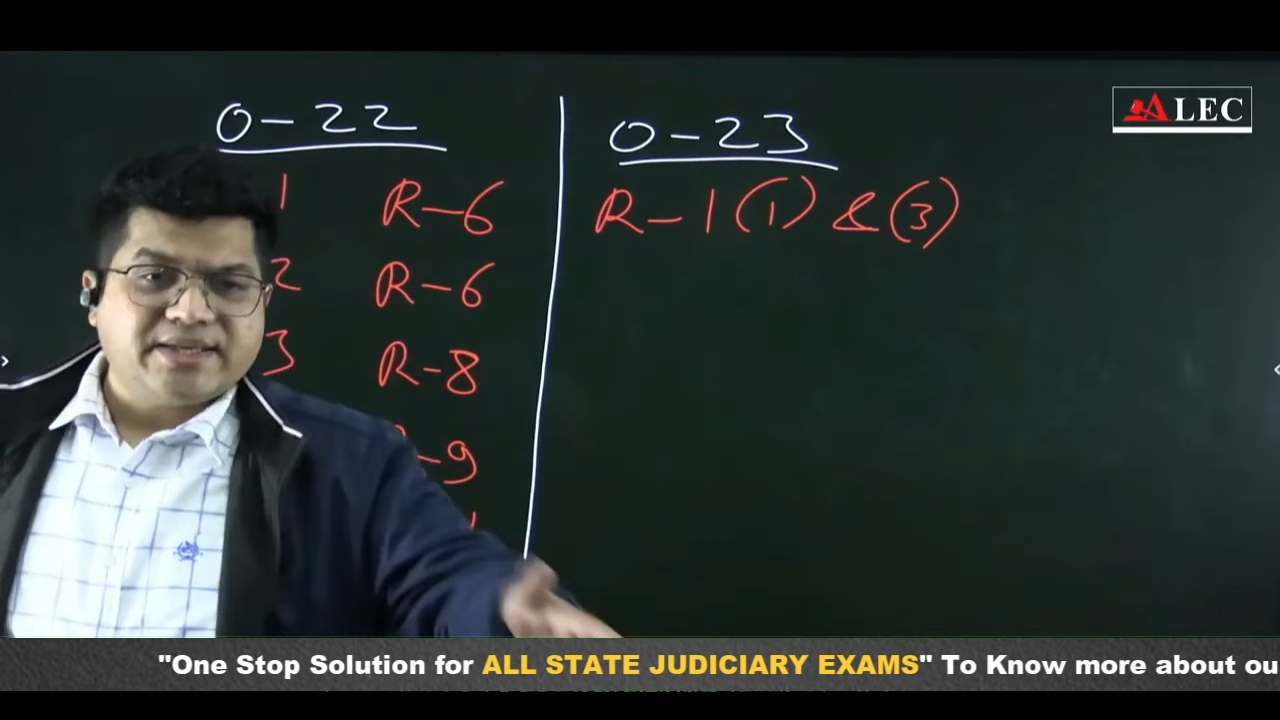 O-22
1 R-6
2 R-6
3 R-8
-9
O-23
R-1(1) & (3)
ALEC
"One Stop Solution for ALL STATE JUDICIARY EXAMS" To Know more about ou